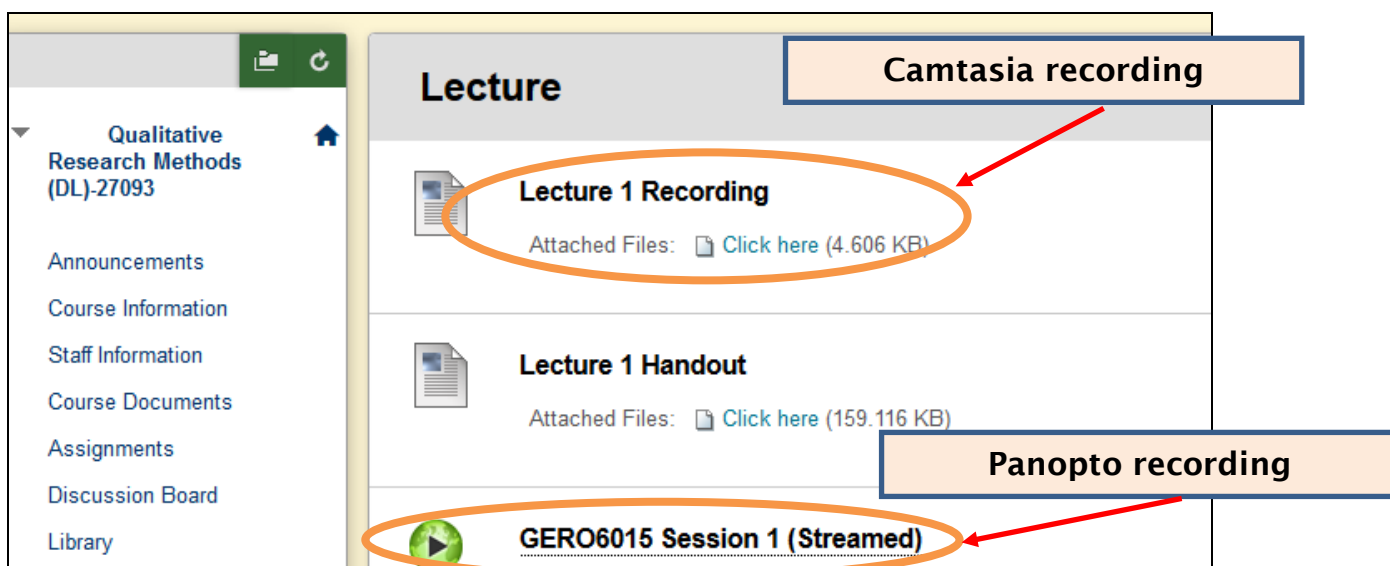 Qualitative
Research Methods
(DL)-27093
Announcements
Course Information
Staff Information
Course Documents
Assignments
Discussion Board
Library
Lecture
Camtasia recording
Lecture 1 Recording
Attached Files: Click here (4.606 KB)
Lecture 1 Handout
Attached Files: Click here (159.116 KB)
Panopto recording
GERO6015 Session 1 (Streamed)